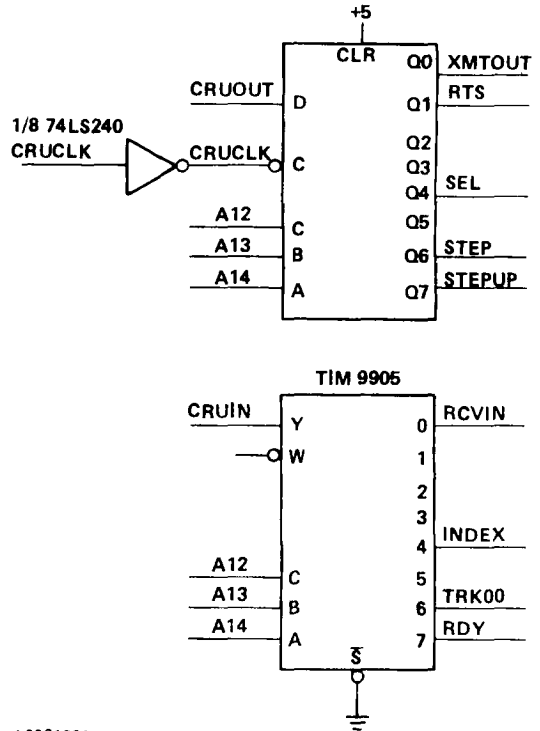 +5
CLR
Q0 XMTOUT
CRUOUT D
Q1 RTS
1/8 74LS240
Q2
CRUCLK CRUCLK C
Q3
Q4 SEL
A12 C
Q5
A13 B
Q6 STEP
A14 A
Q7 STEPUP
TIM 9905
CRUIN Y
0 RCVIN
W
1
2
3
4 INDEX
A12 C
5
A13 B
6 TRK00
A14 A
7 RDY
S